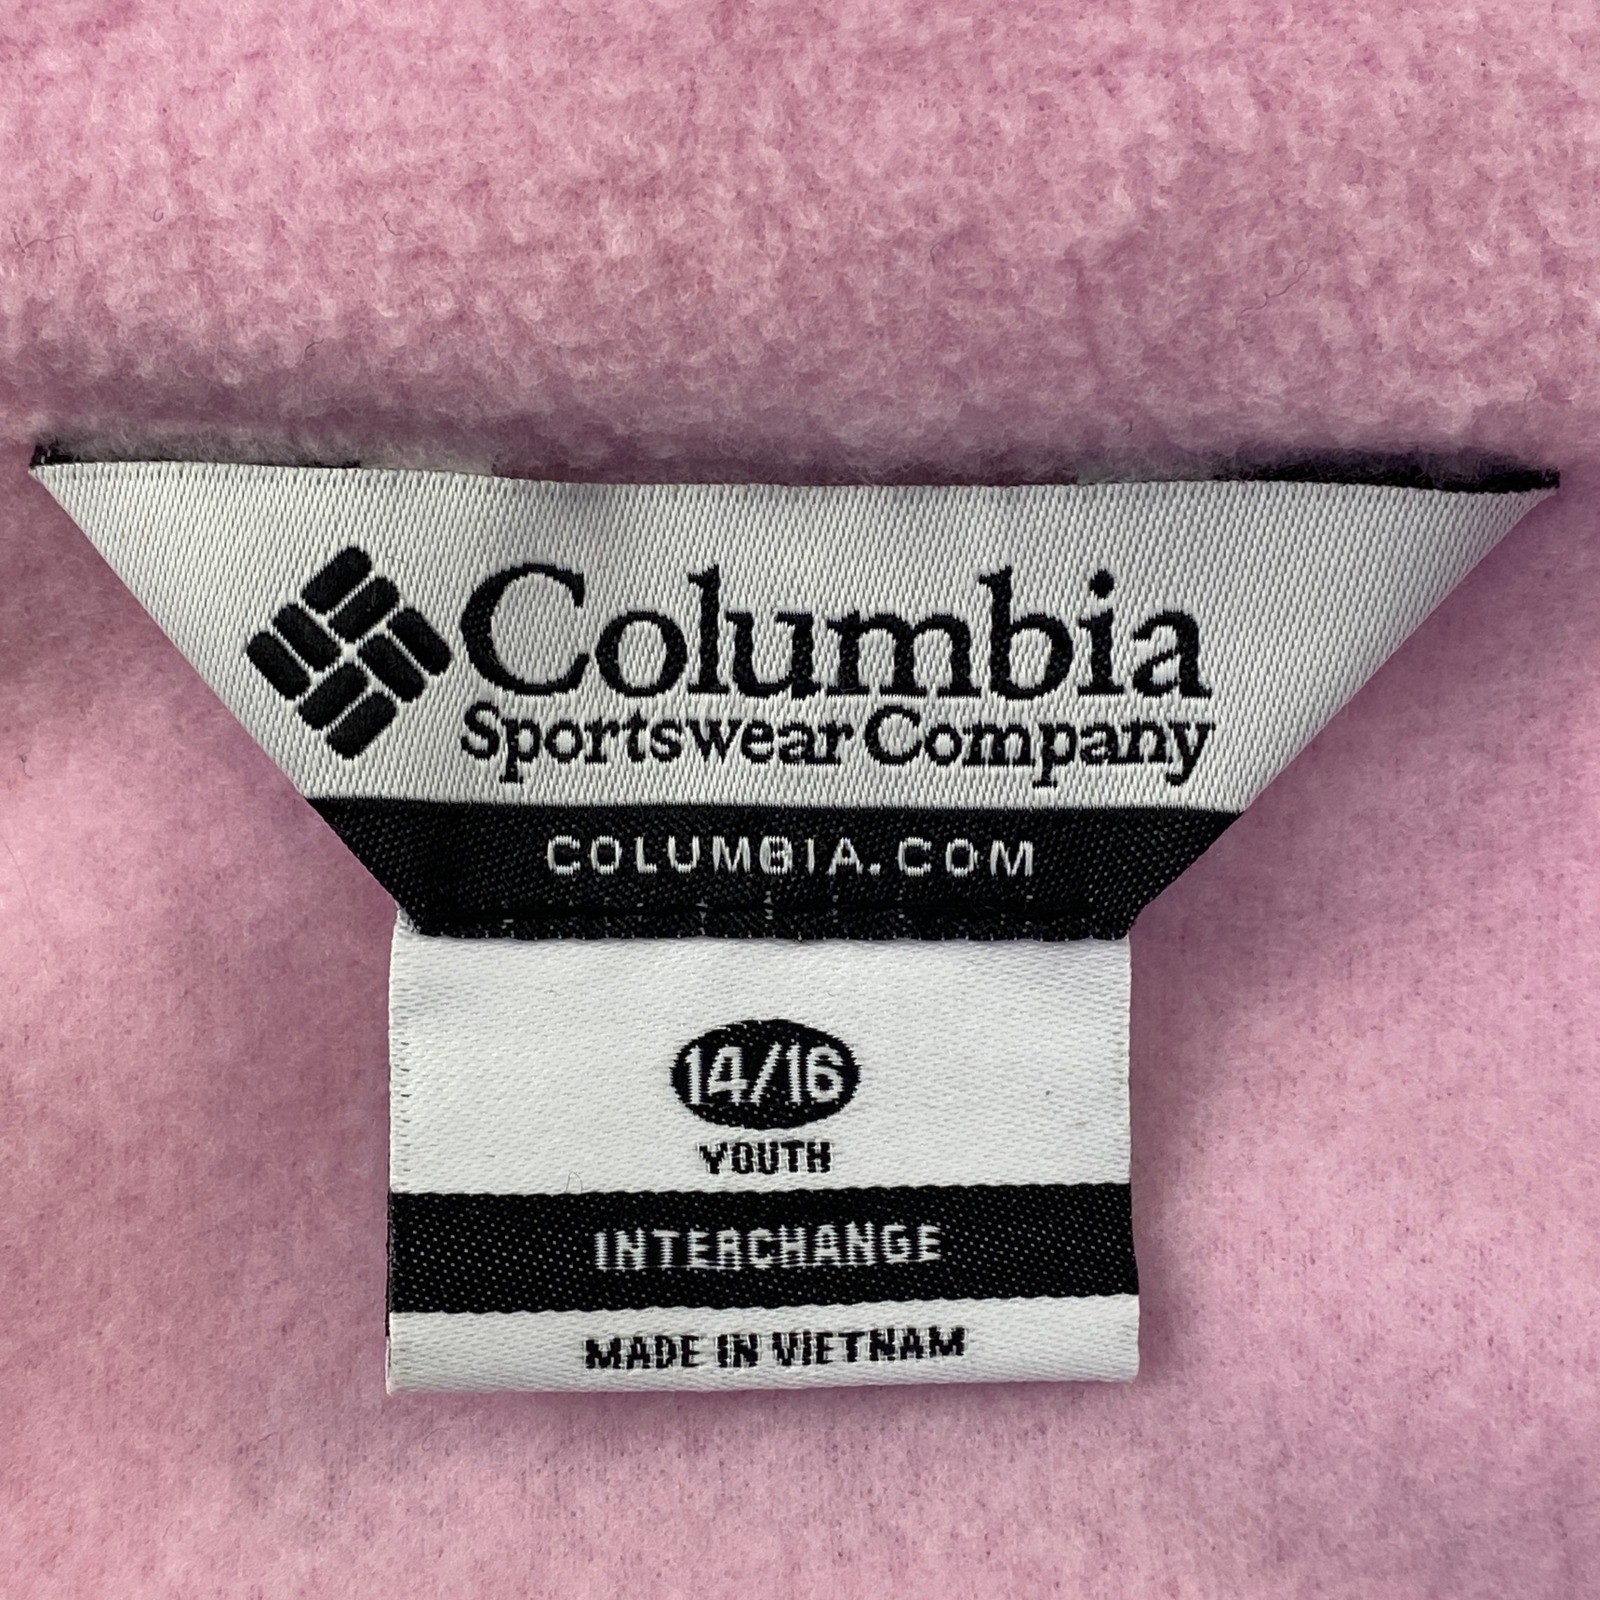 Columbia
Sportswear Company
COLUMBIA.COM
14/16
YOUTH
INTERCHANGE
MADE IN VIETNAM